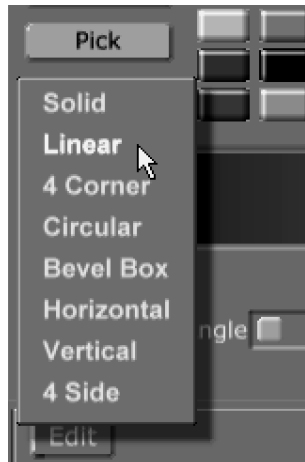 Pick
Solid
Linear
4 Corner
Circular
Bevel Box
Horizontal
ngle
Vertical
4 Side
Edit